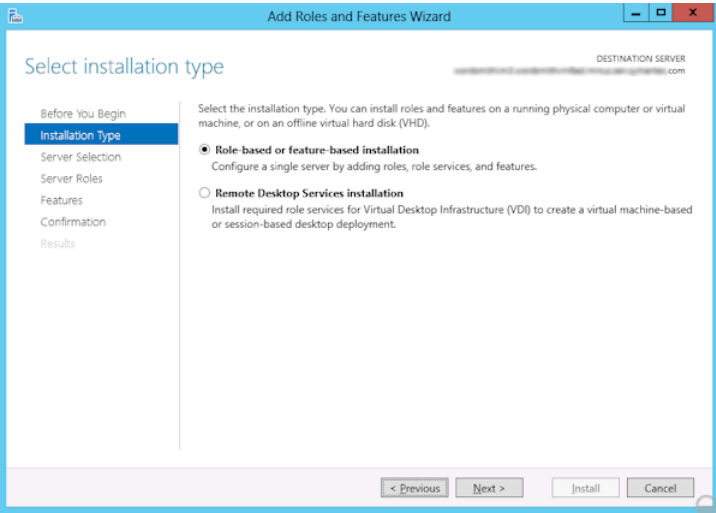 Add Roles and Features Wizard
Select installation type
DESTINATION SERVER
.com
Before You Begin
Installation Type
Server Selection
Server Roles
Features
Confirmation
Results
Select the installation type. You can install roles and features on a running physical computer or virtual
machine, or on an offline virtual hard disk (VHD).
Role-based or feature-based installation
Configure a single server by adding roles, role services, and features.
Remote Desktop Services installation
Install required role services for Virtual Desktop Infrastructure (VDI) to create a virtual machine-based
or session-based desktop deployment.
< Previous
Next >
Install
Cancel